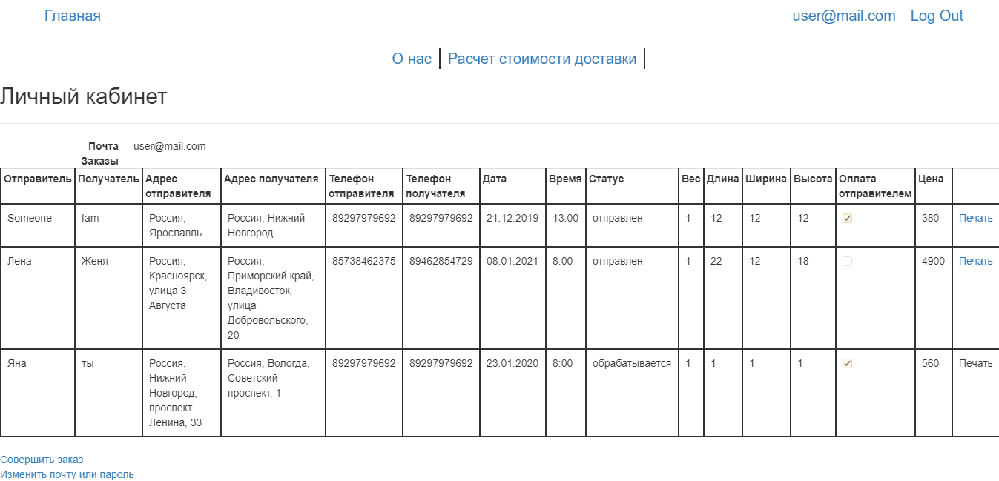 Главная user@mail.com Log Out
О нас Расчет стоимости доставки
Личный кабинет
Почта user@mail.com
Заказы
Отправитель Получатель Адрес отправителя Адрес получателя Телефон отправителя Телефон получателя Дата Время Статус Вес Длина Ширина Высота Оплата отправителем Цена
Someone Iam Россия, Ярославль Россия, Нижний Новгород 89297979692 89297979692 21.12.2019 13:00 отправлен 1 12 12 12 380 Печать
Лена Женя Россия, Красноярск, улица 3 Августа Россия, Приморский край, Владивосток, улица Добровольского, 20 85738462375 89462854729 08.01.2021 8:00 отправлен 1 22 12 18 4900 Печать
Яна ты Россия, Нижний Новгород, проспект Ленина, 33 Россия, Вологда, Советский проспект, 1 89297979692 89297979692 23.01.2020 8:00 обрабатывается 1 1 1 1 560 Печать
Совершить заказ
Изменить почту или пароль